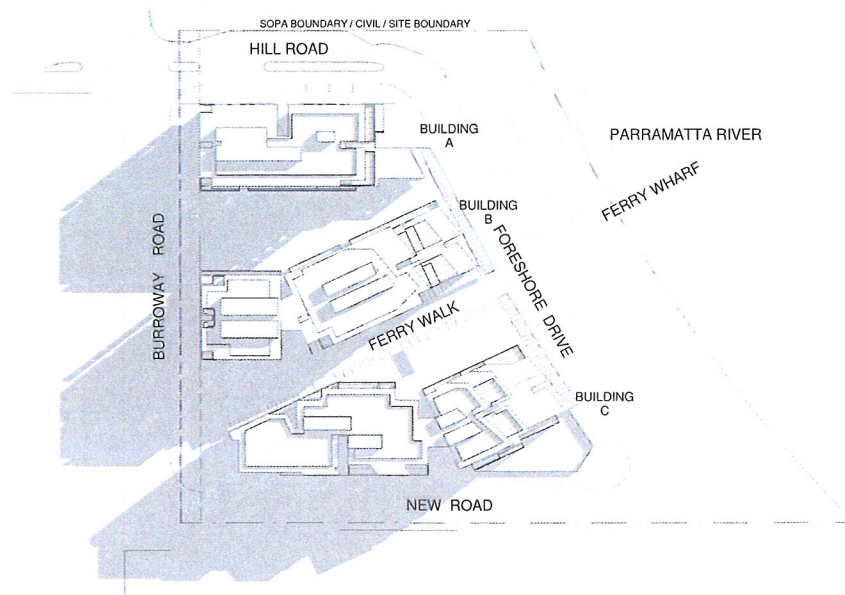 SOPA BOUNDARY / CIVIL / SITE BOUNDARY
HILL ROAD
BUILDING
A
PARRAMATTA RIVER
FERRY WHARF
BUILDING
B
FORESHORE DRIVE
BURROWAY ROAD
FERRY WALK
BUILDING
C
NEW ROAD